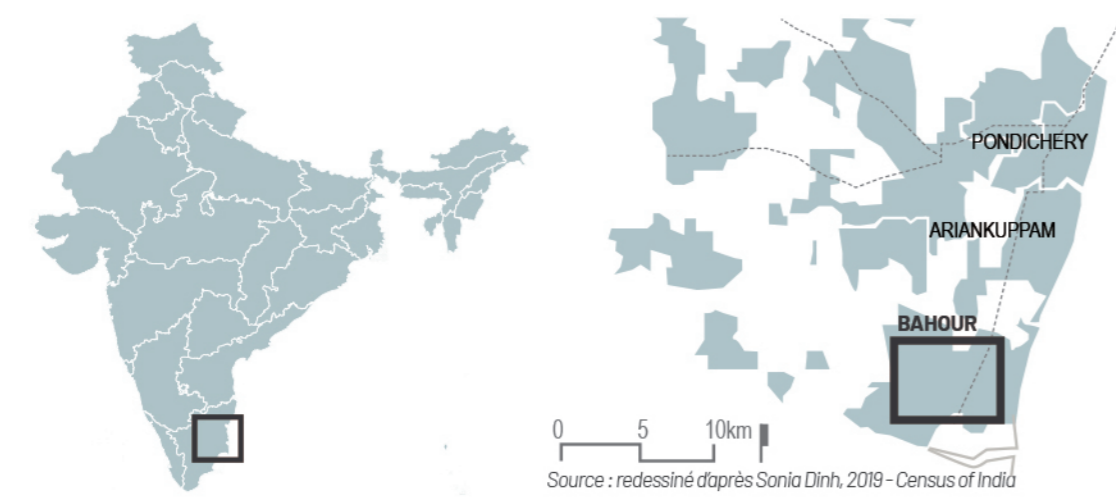 PONDICHERY
ARIANKUPPAM
BAHOUR
0 5 10km
Source : redessiné d'après Sonia Dinh, 2019 - Census of India